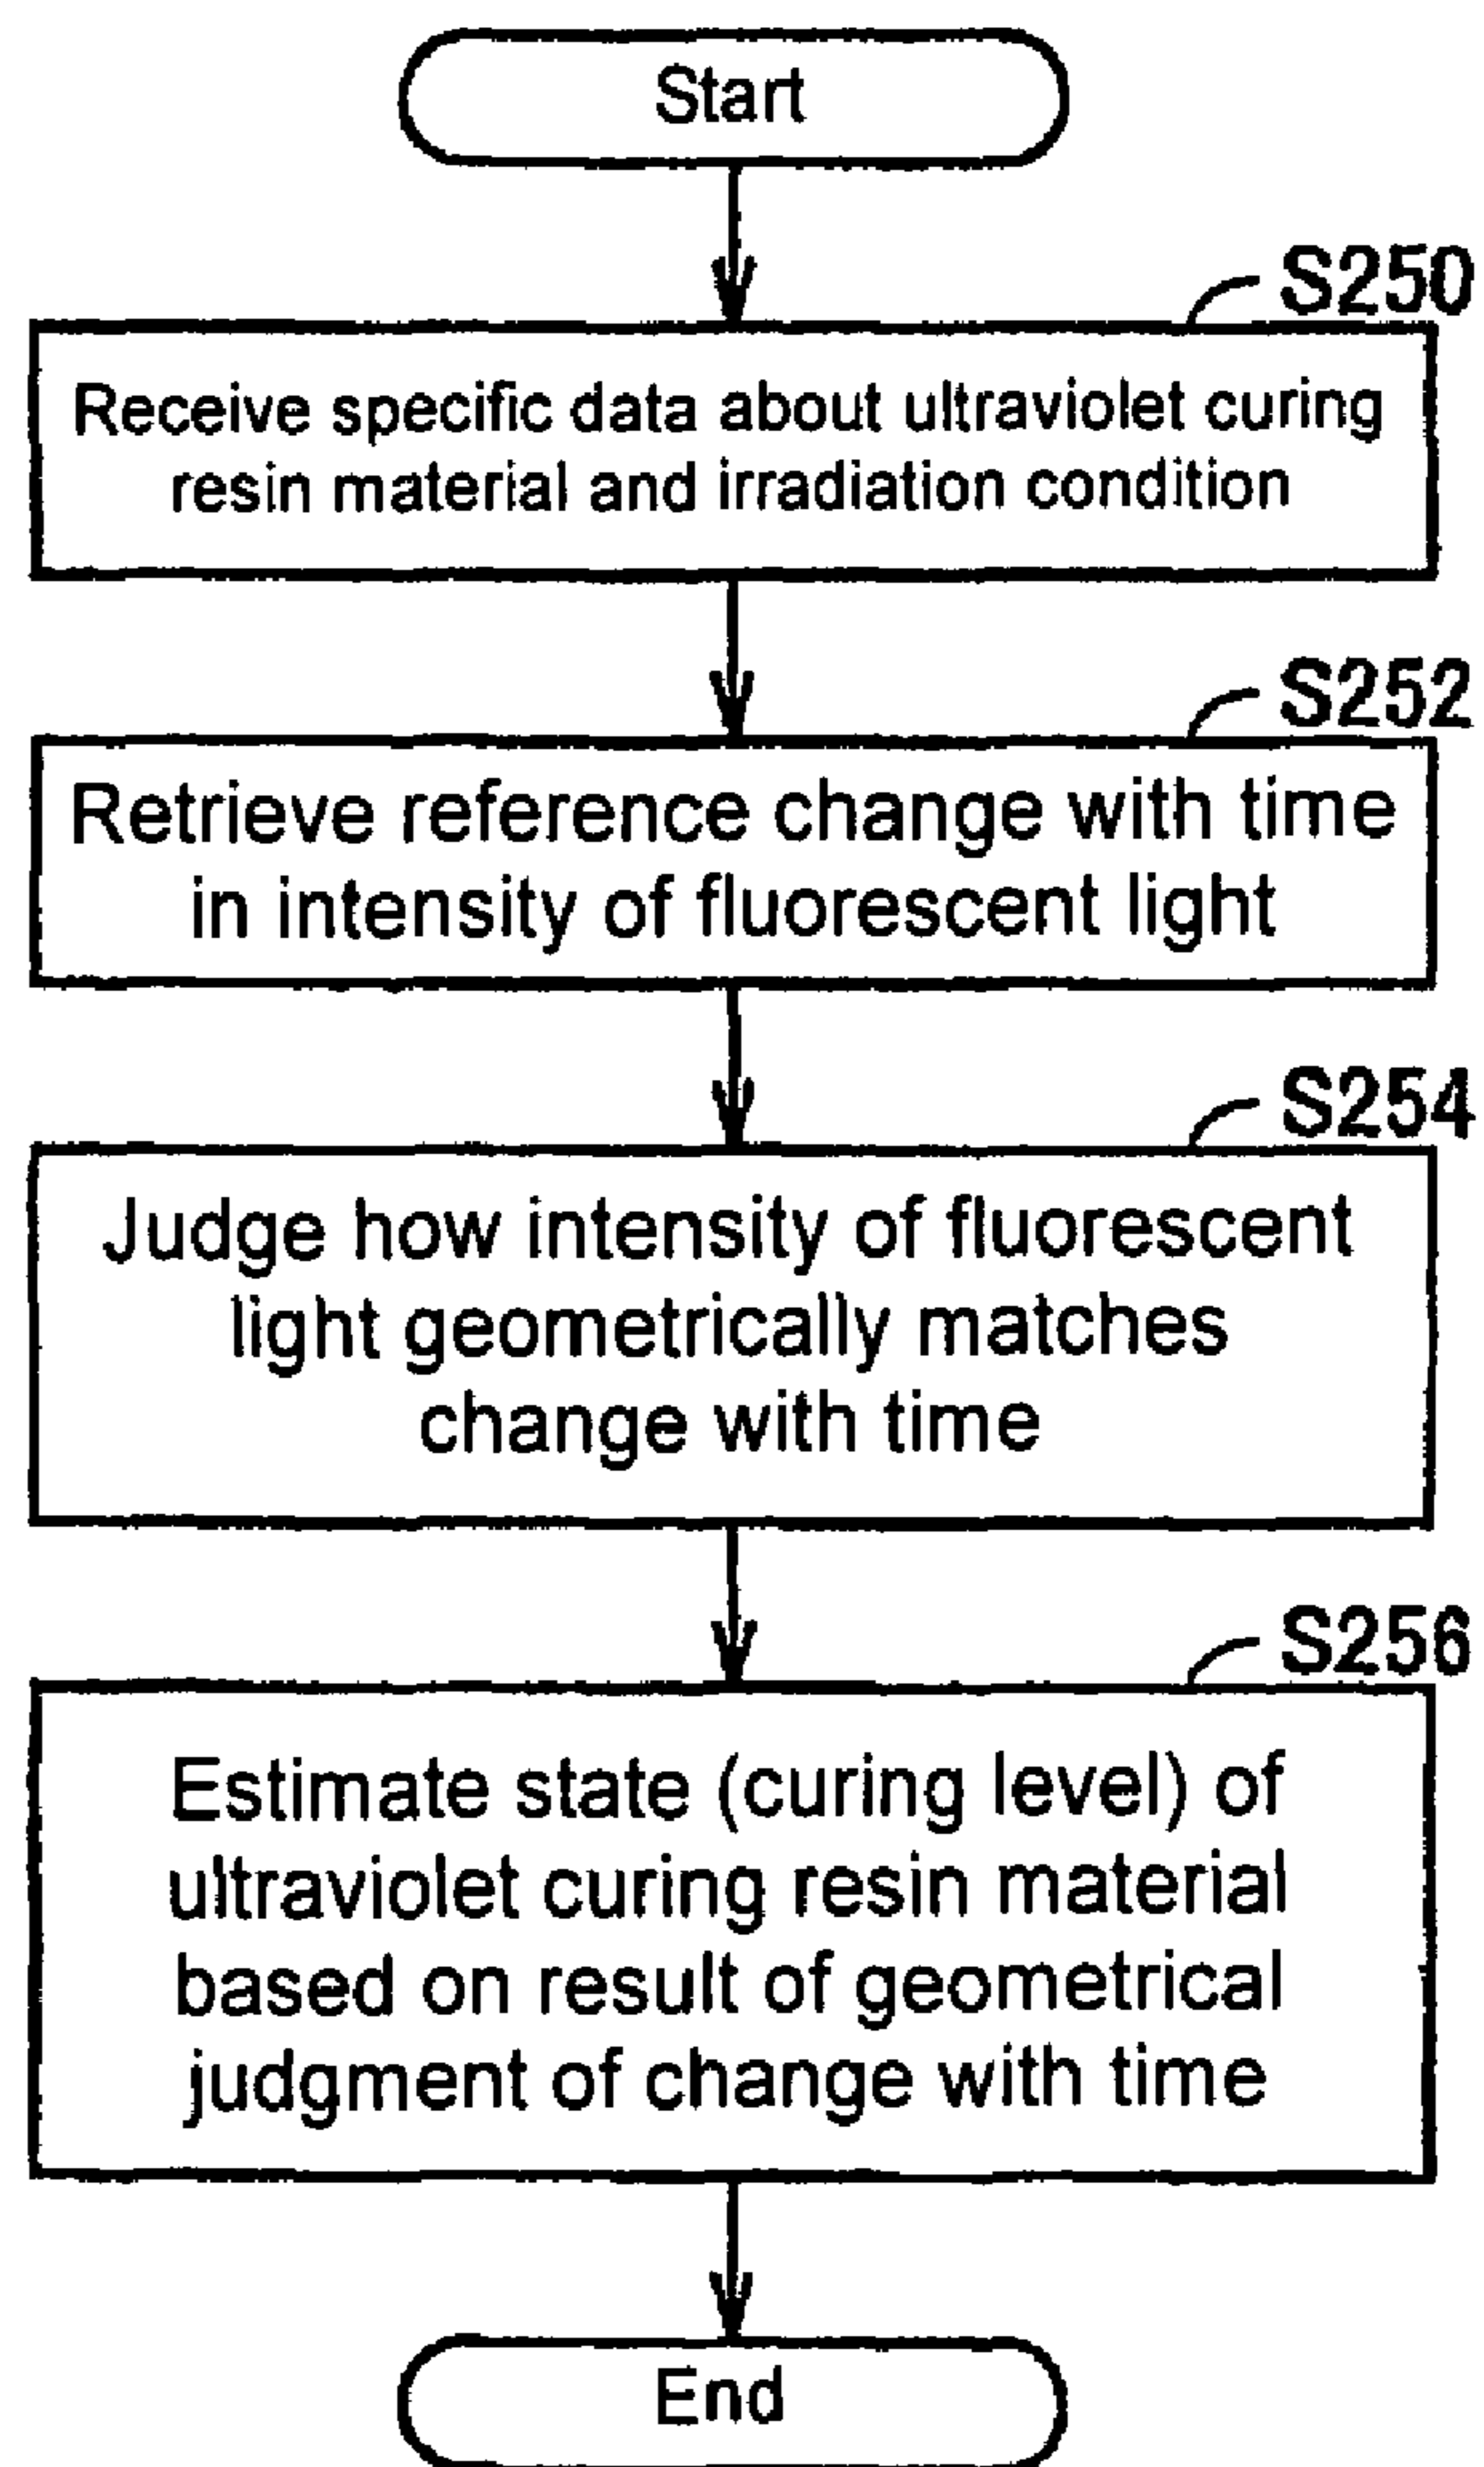 Start
S250
Receive specific data about ultraviolet curing
resin material and irradiation condition
S252
Retrieve reference change with time
in intensity of fluorescent light
S254
Judge how intensity of fluorescent
light geometrically matches
change with time
S256
Estimate state (curing level) of
ultraviolet curing resin material
based on result of geometrical
judgment of change with time
End